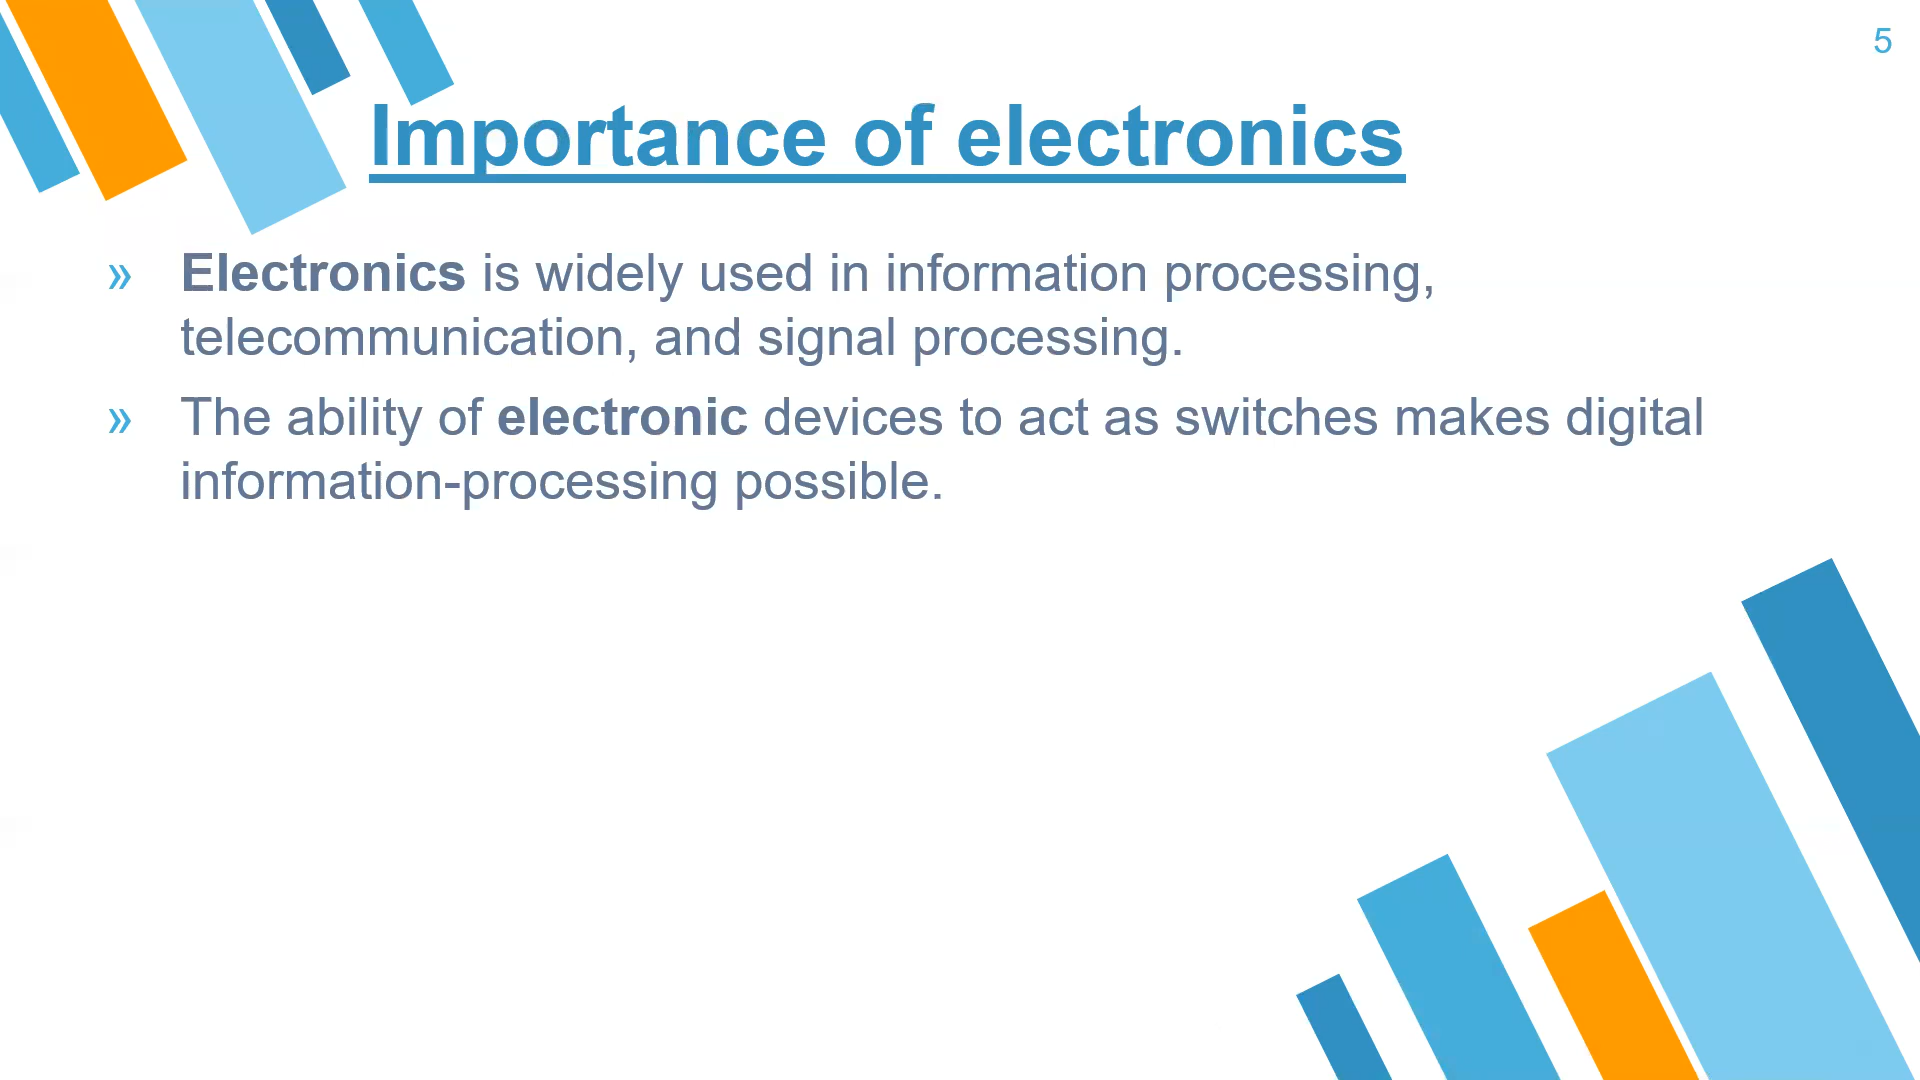 5
Importance of electronics
» Electronics is widely used in information processing,
telecommunication, and signal processing.
» The ability of electronic devices to act as switches makes digital
information-processing possible.